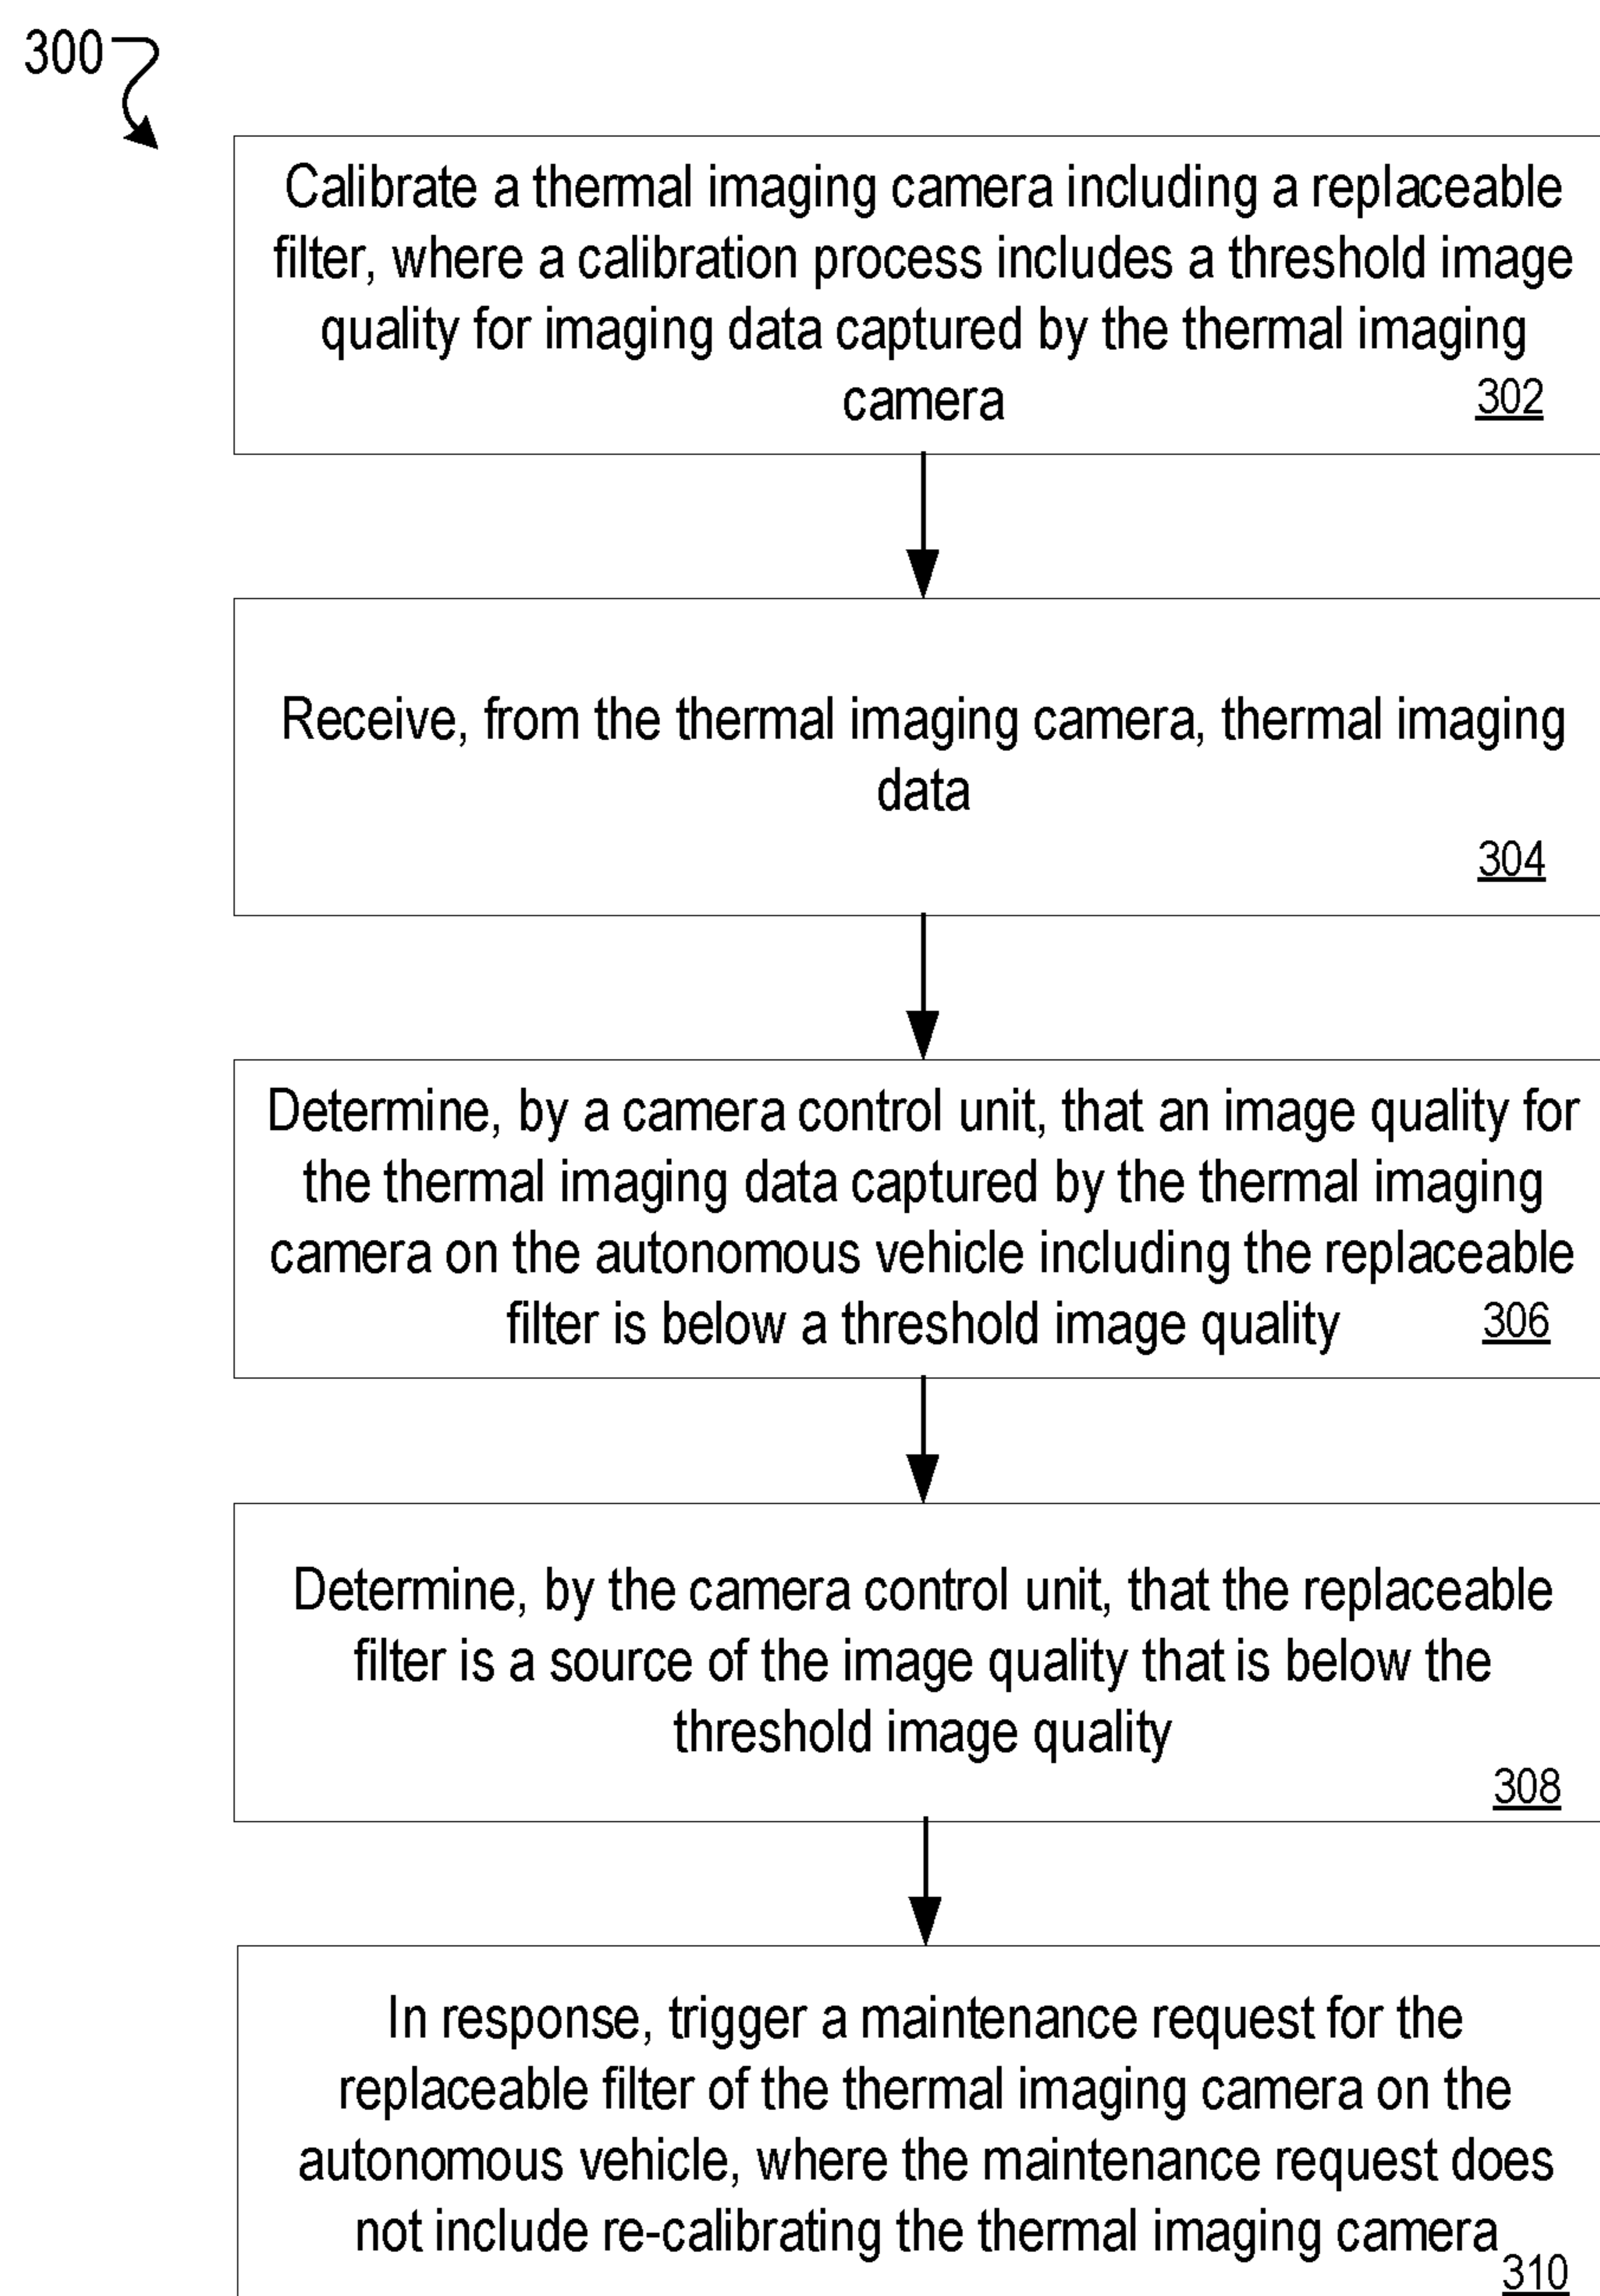 300
Calibrate a thermal imaging camera including a replaceable
filter, where a calibration process includes a threshold image
quality for imaging data captured by the thermal imaging
camera
302
Receive, from the thermal imaging camera, thermal imaging
data
304
Determine, by a camera control unit, that an image quality for
the thermal imaging data captured by the thermal imaging
camera on the autonomous vehicle including the replaceable
filter is below a threshold image quality
306
Determine, by the camera control unit, that the replaceable
filter is a source of the image quality that is below the
threshold image quality
308
In response, trigger a maintenance request for the
replaceable filter of the thermal imaging camera on the
autonomous vehicle, where the maintenance request does
not include re-calibrating the thermal imaging camera
310